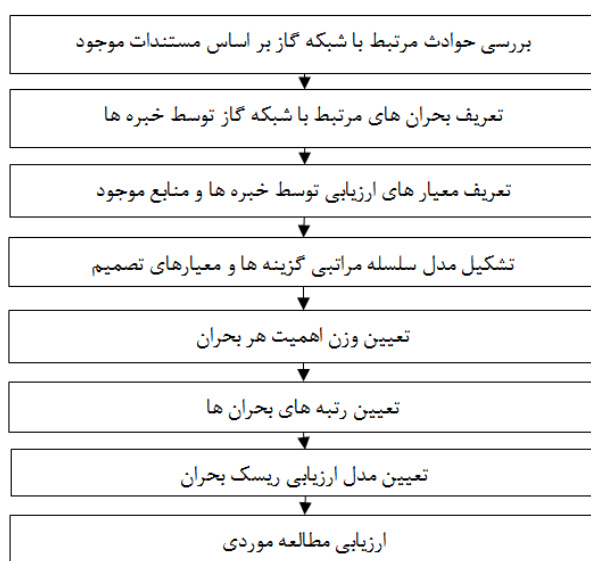 بررسی حوادث مرتبط با شبکه گاز بر اساس مستندات موجود
تعریف بحران های مرتبط با شبکه گاز توسط خبره ها
تعریف معیار های ارزیابی توسط خبره ها و منابع موجود
تشکیل مدل سلسله مراتبی گزینه ها و معیارهای تصمیم
تعیین وزن اهمیت هر بحران
تعیین رتبه های بحران ها
تعیین مدل ارزیابی ریسک بحران
ارزیابی مطالعه موردی